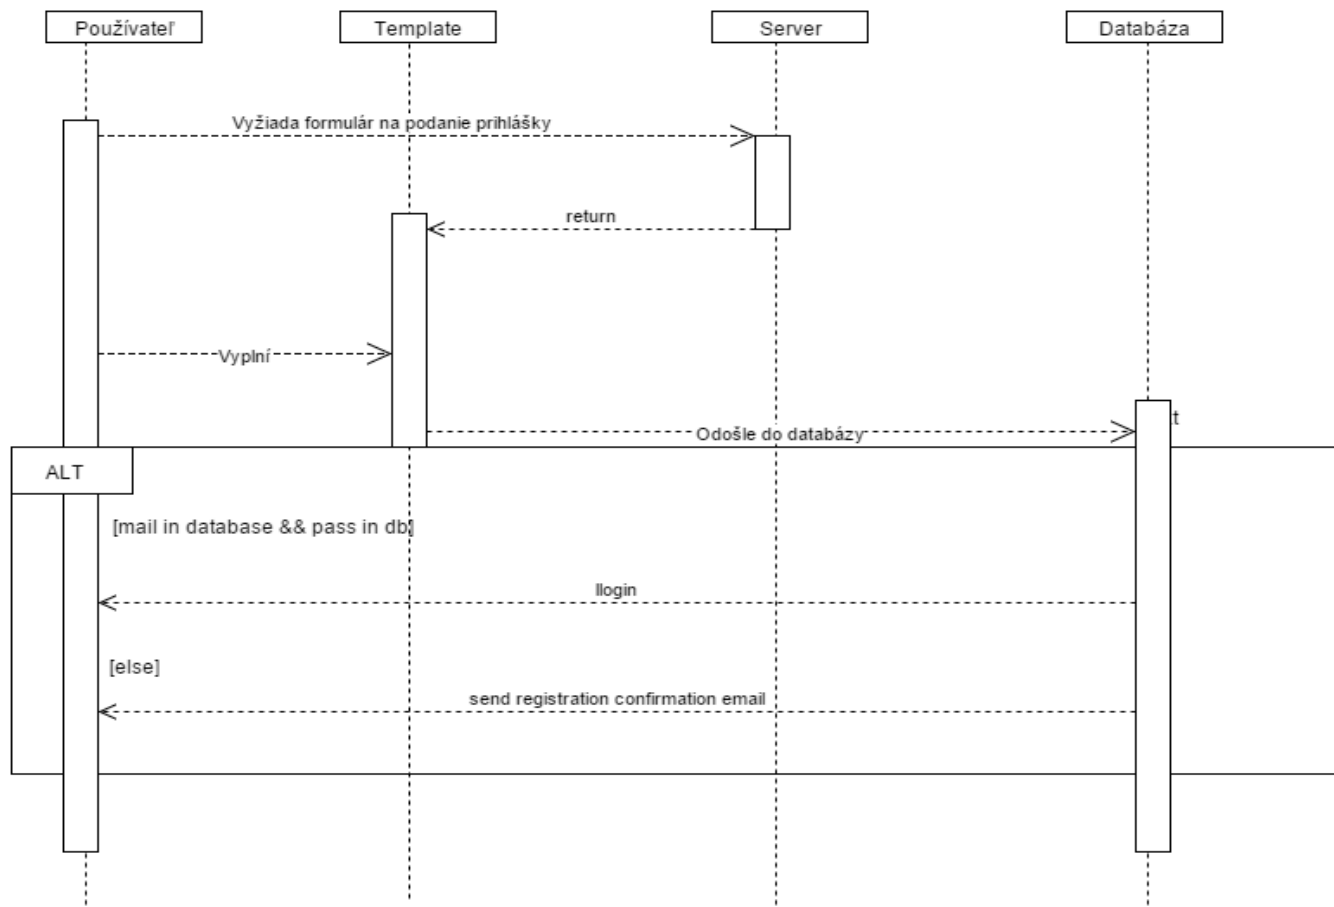 Používateľ
Template
Server
Databáza
Vyžiada formulár na podanie prihlášky
return
Vyplní
Odošle do databázy
ALT
[mail in database && pass in db]
llogin
[else]
send registration confirmation email